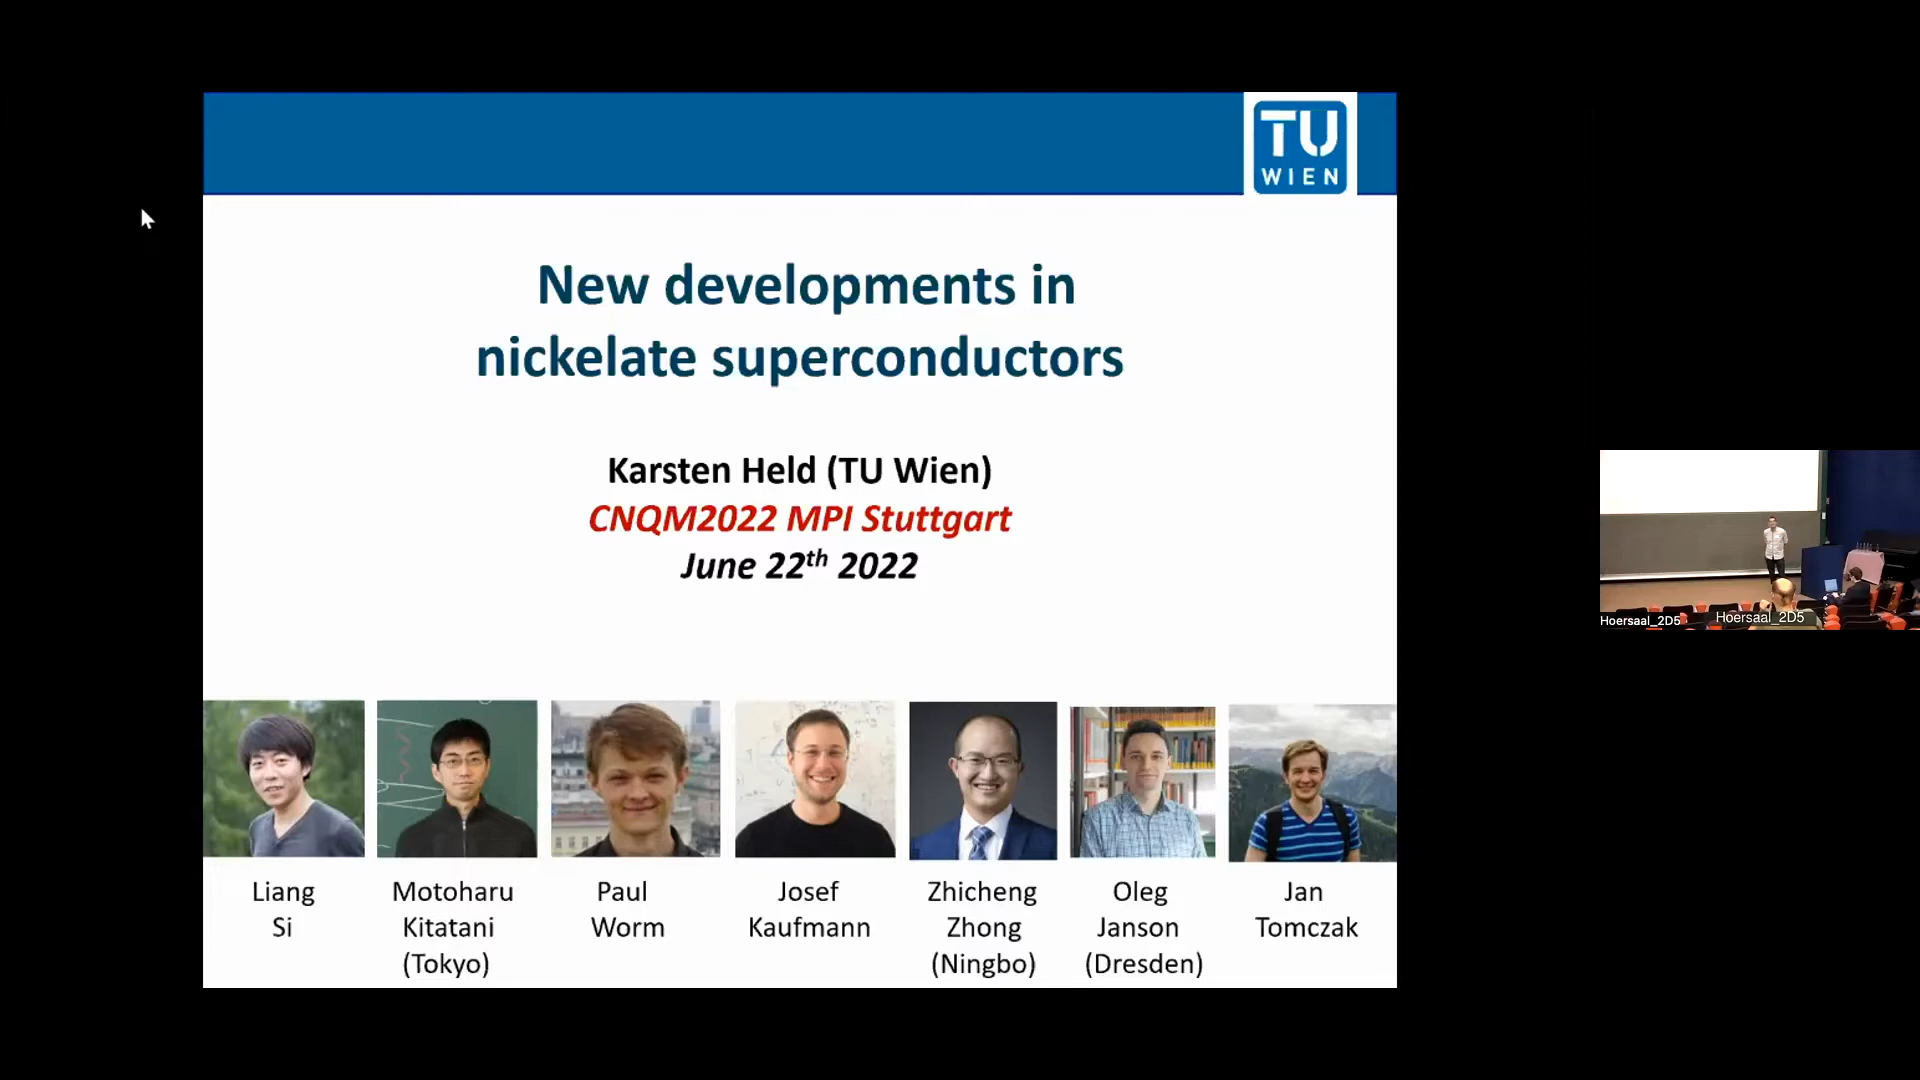 TU
WIEN
New developments in
nickelate superconductors
Karsten Held (TU Wien)
CNQM2022 MPI Stuttgart
June 22th 2022
Liang
Si
Motoharu
Kitatani
(Tokyo)
Paul
Worm
Josef
Kaufmann
Zhicheng
Zhong
(Ningbo)
Oleg
Janson
(Dresden)
Jan
Tomczak
Hoersaal_2D5
Hoersaal_2D5